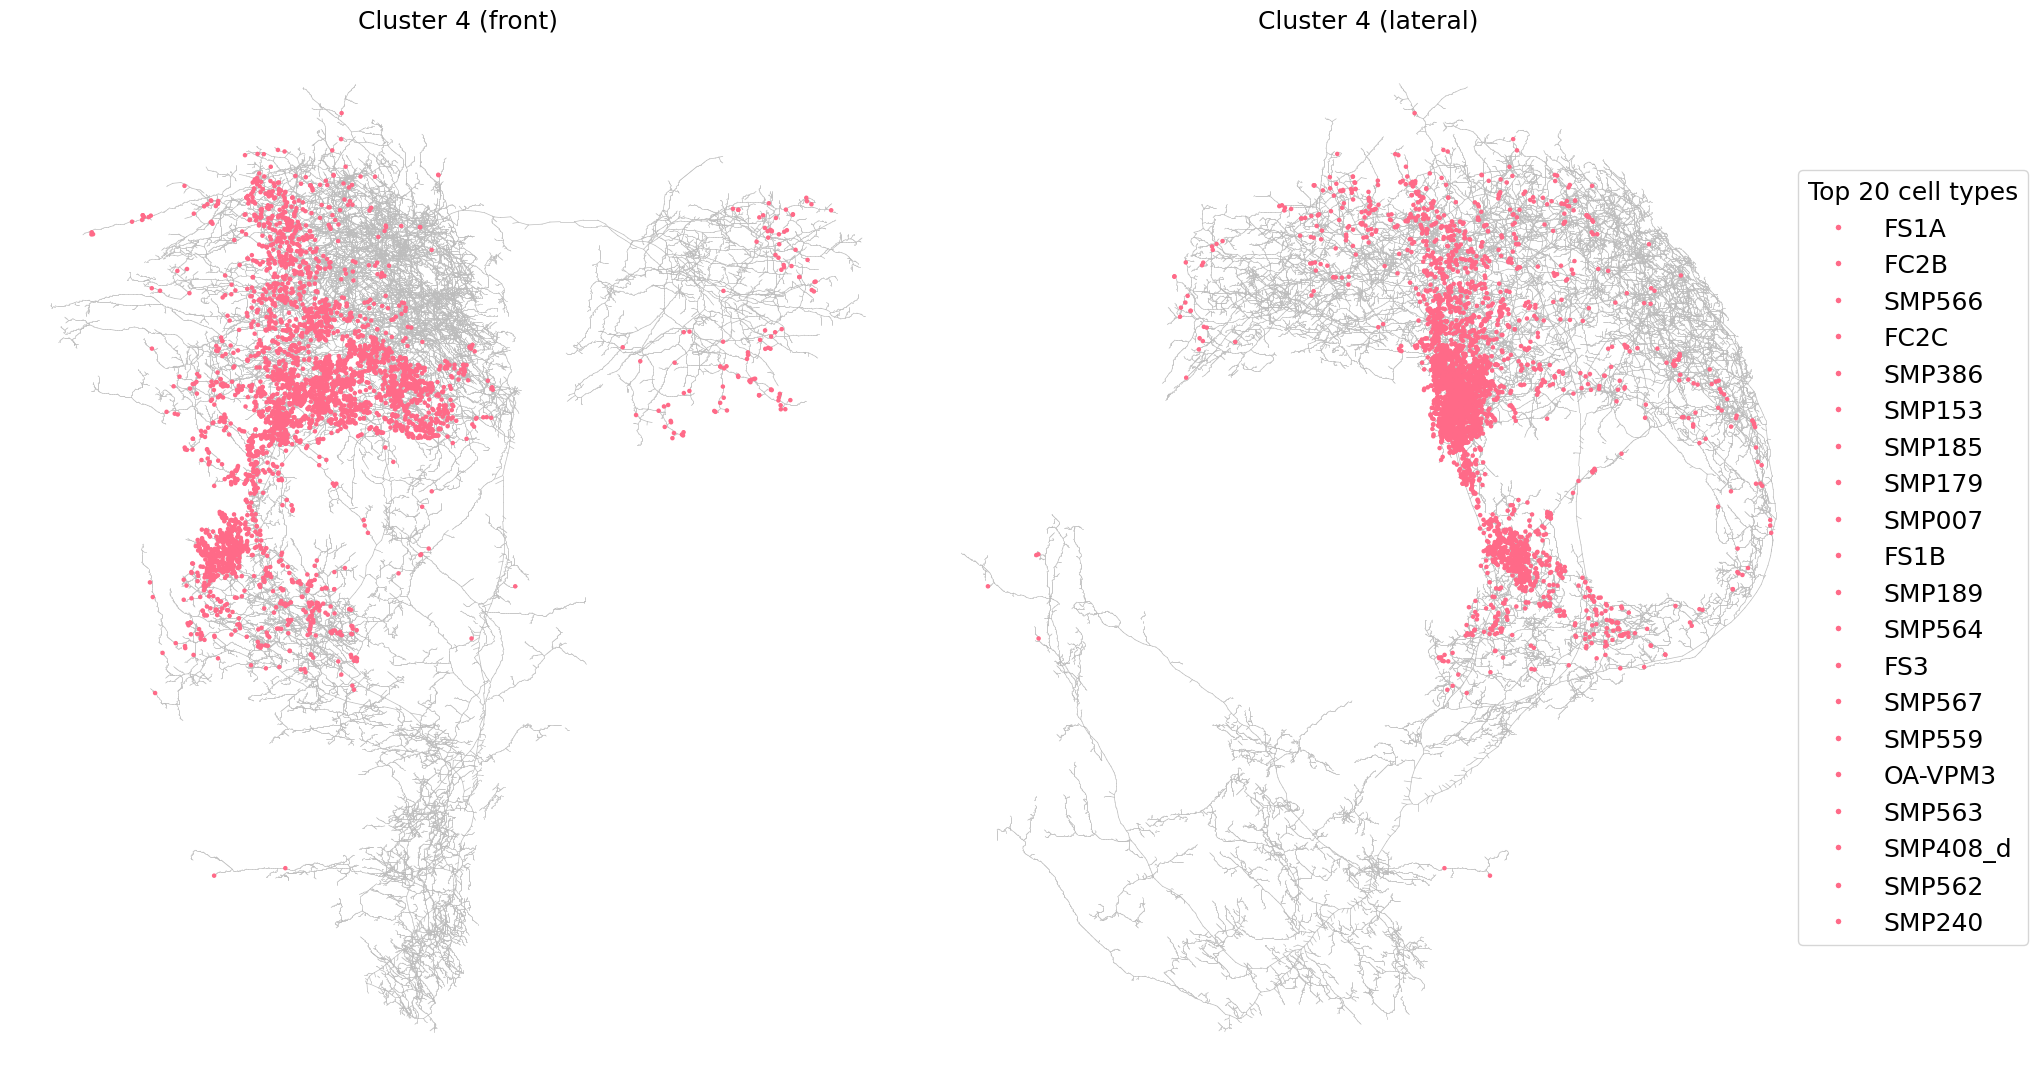 Cluster 4 (front)
Cluster 4 (lateral)
Top 20 cell types
FS1A
FC2B
SMP566
FC2C
SMP386
SMP153
SMP185
SMP179
SMP007
FS1B
SMP189
SMP564
FS3
SMP567
SMP559
OA-VPM3
SMP563
SMP408_d
SMP562
SMP240